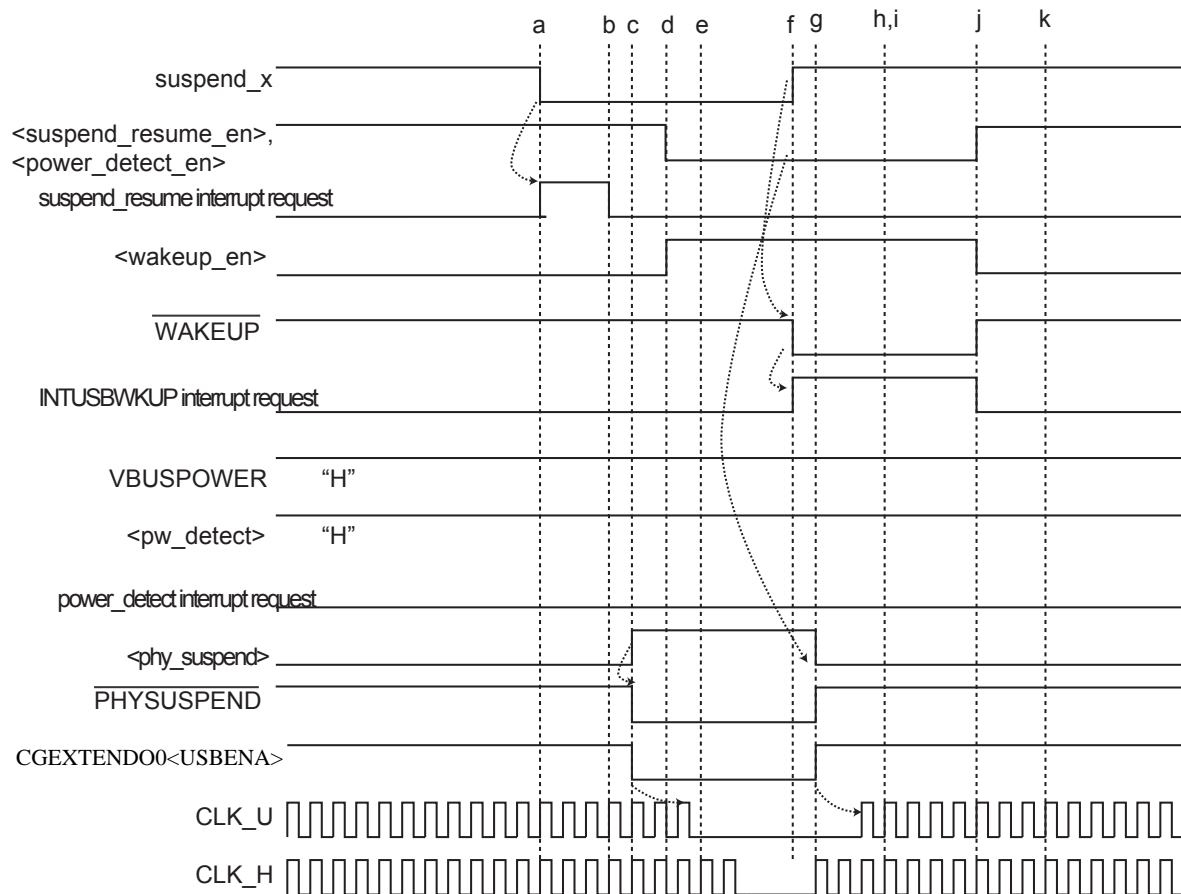 a b c d e f g h,i j k
suspend_x
<suspend_resume_en>,
<power_detect_en>
suspend_resume interrupt request
<wakeup_en>
WAKEUP
INTUSBWKUP interrupt request
VBUSPOWER “H”
<pw_detect> “H”
power_detect interrupt request
<phy_suspend>
PHYSUSPEND
CGEXTENDO0<USBENA>
CLK_U
CLK_H